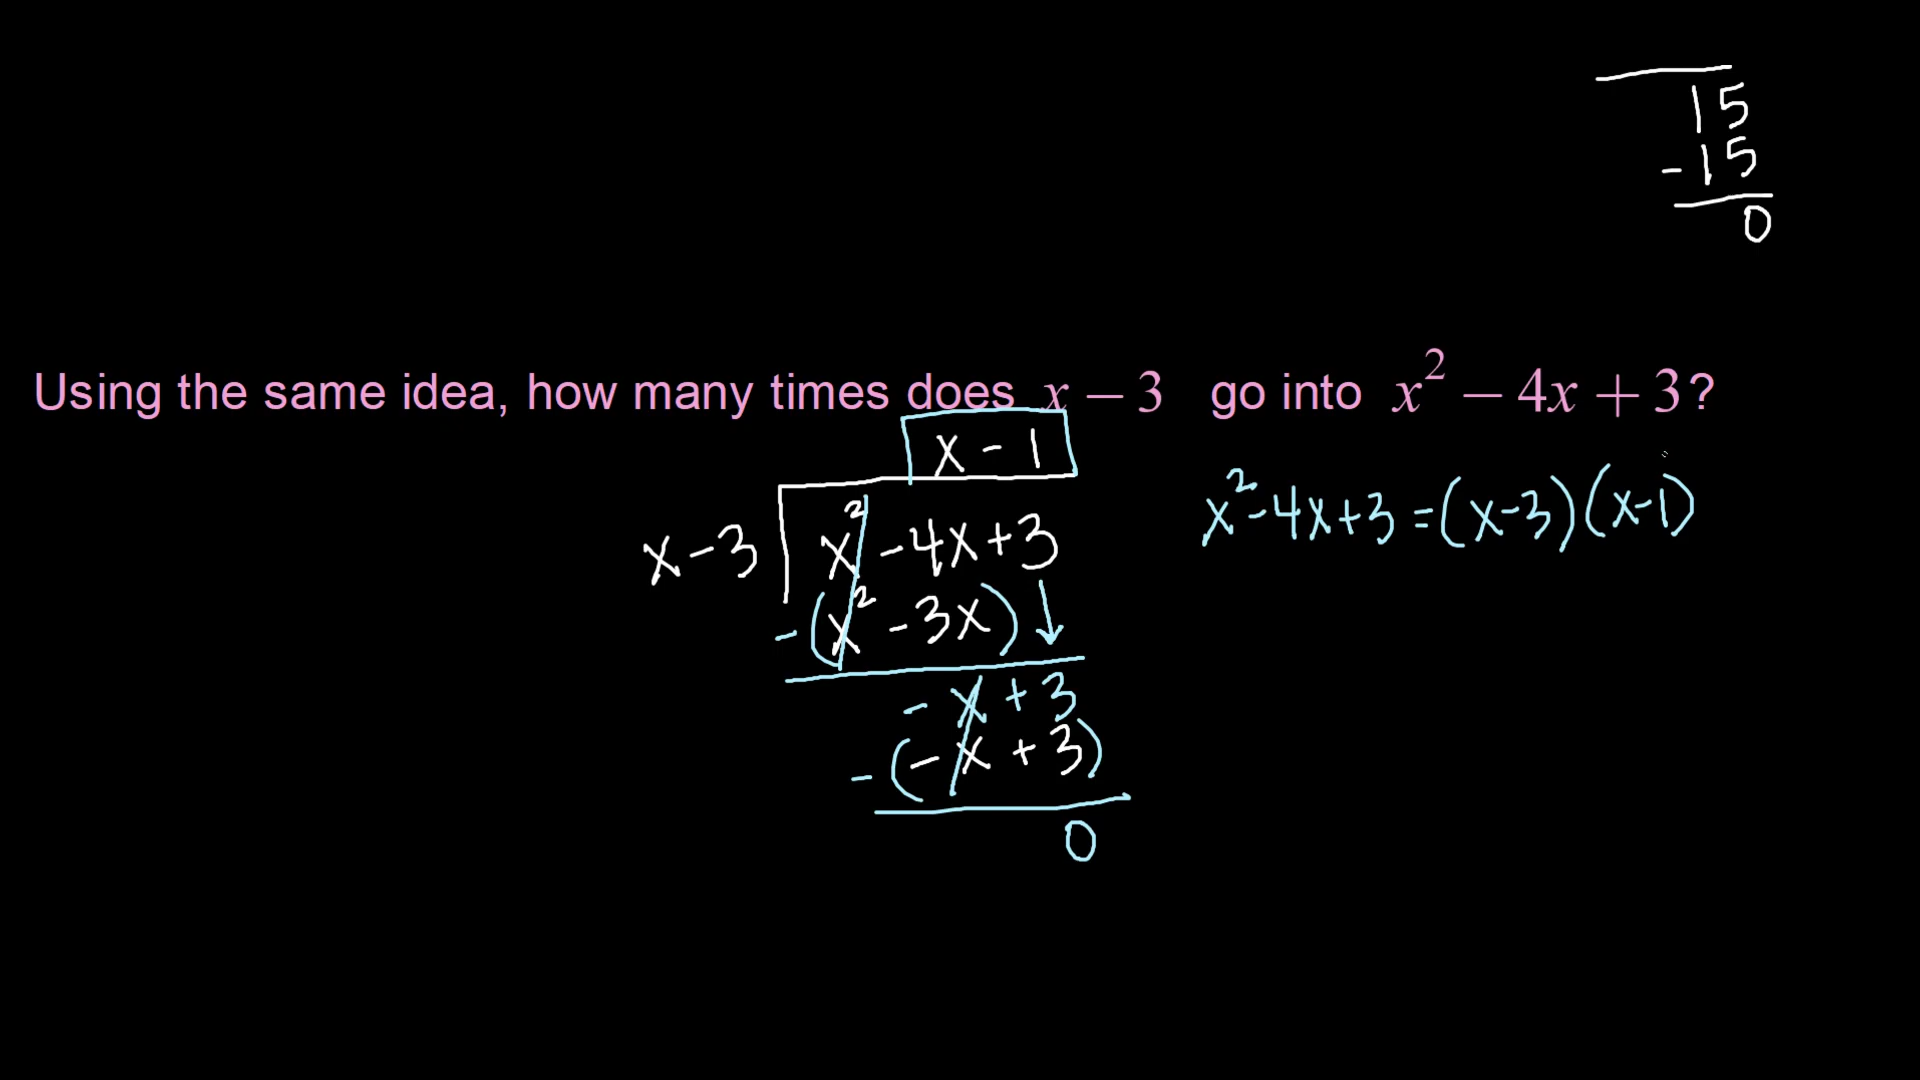 15
-15
0
Using the same idea, how many times does x − 3 go into x² − 4x + 3?
x - 1
x - 3 x² - 4x + 3
x² - 4x + 3 = (x - 3)(x - 1)
- (x² - 3x)
- x + 3
- (- x + 3)
0